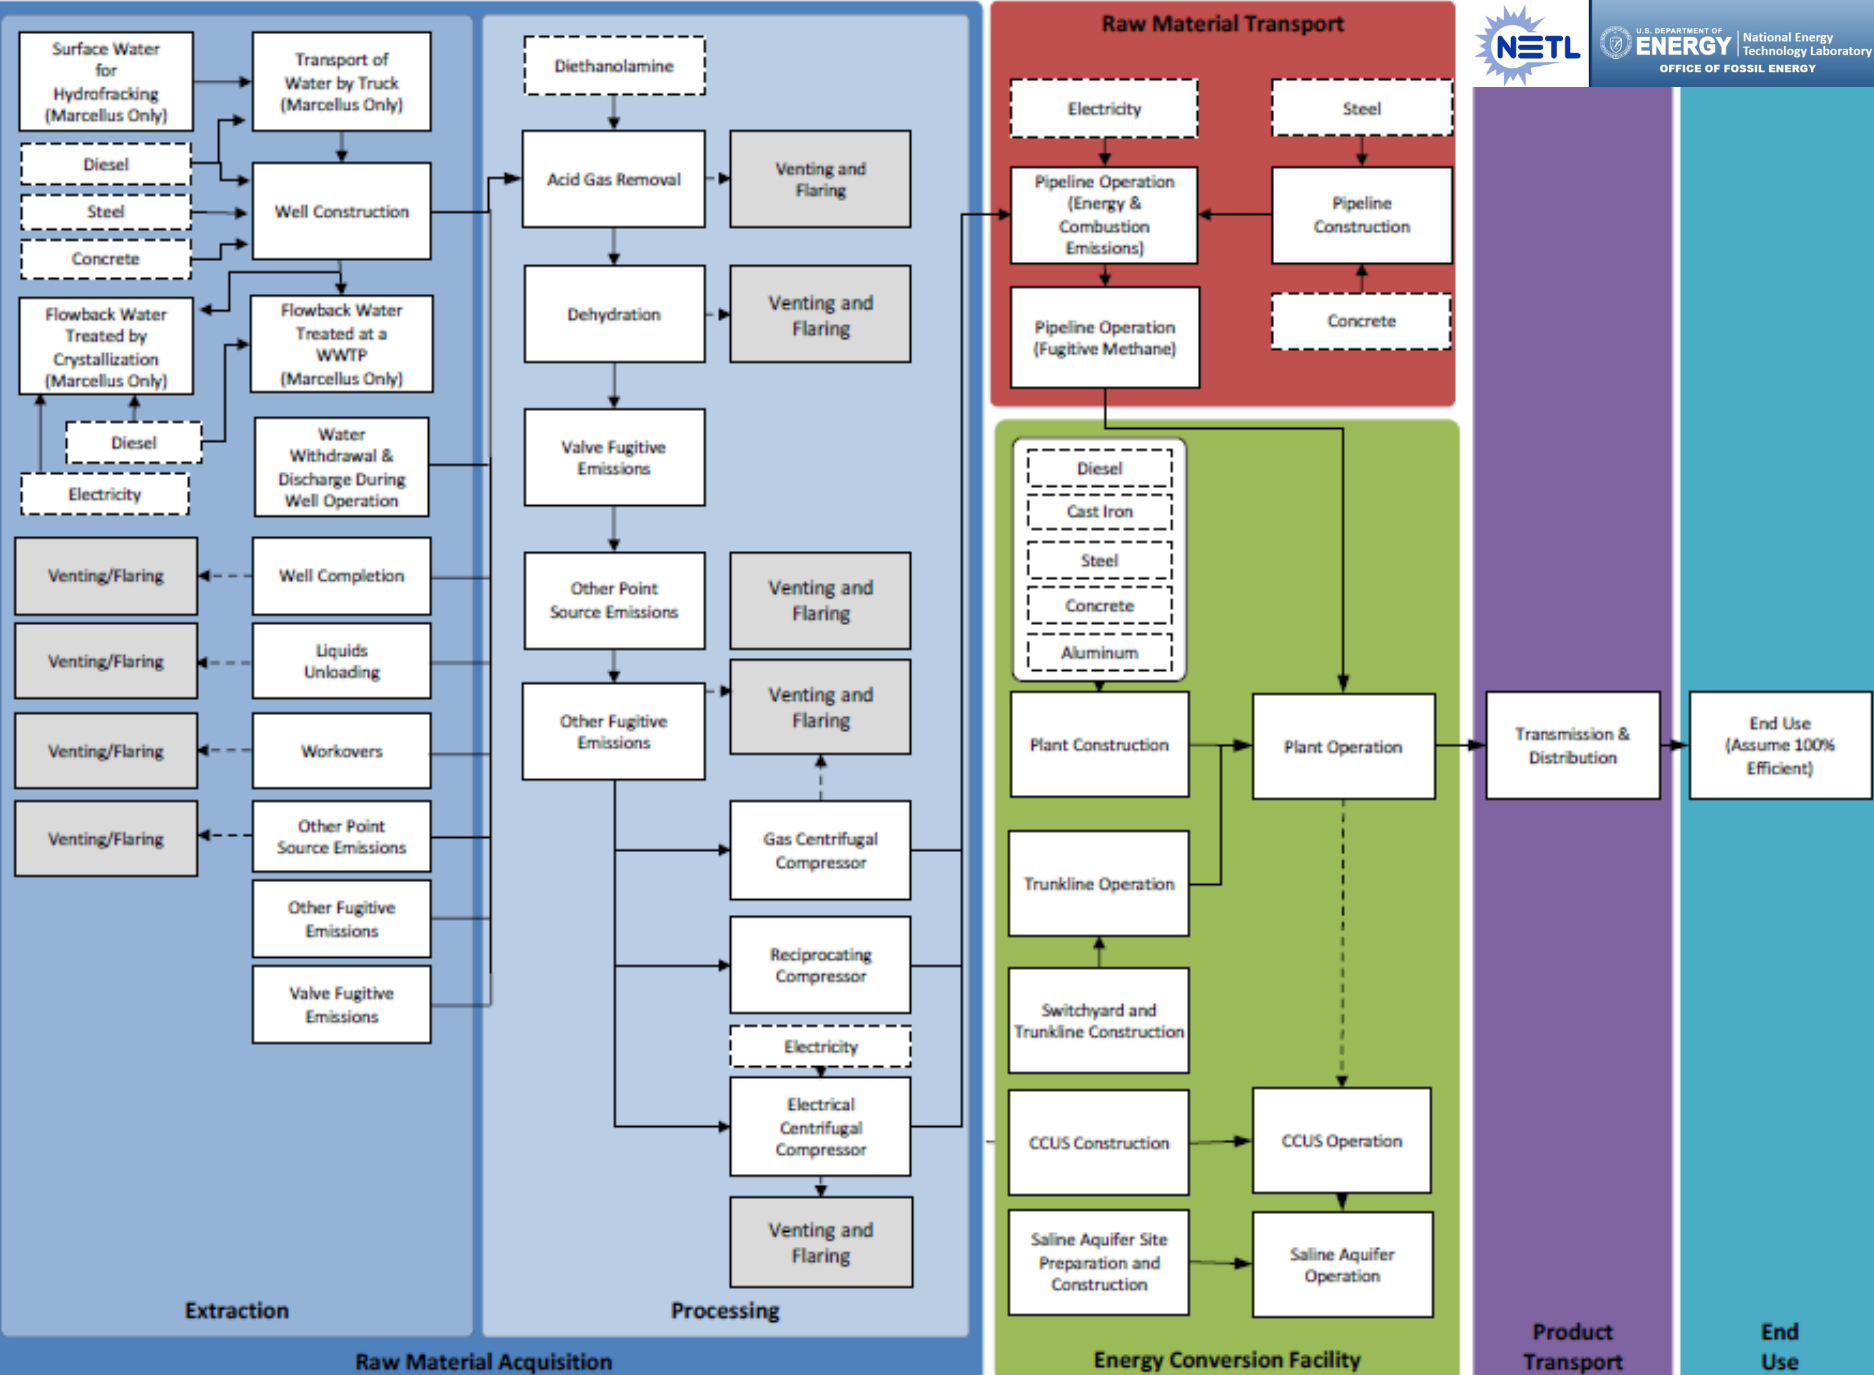 Surface Water
for
Hydrofracking
(Marcellus Only)
Transport of
Water by Truck
(Marcellus Only)
Diesel
Steel
Concrete
Well Construction
Flowback Water
Treated by
Crystallization
(Marcellus Only)
Flowback Water
Treated at a
WWTP
(Marcellus Only)
Diesel
Electricity
Water
Withdrawal &
Discharge During
Well Operation
Venting/Flaring
Well Completion
Venting/Flaring
Liquids
Unloading
Venting/Flaring
Workovers
Venting/Flaring
Other Point
Source Emissions
Other Fugitive
Emissions
Valve Fugitive
Emissions
Extraction
Diethanolamine
Acid Gas Removal
Venting and
Flaring
Dehydration
Venting and
Flaring
Valve Fugitive
Emissions
Other Point
Source Emissions
Venting and
Flaring
Other Fugitive
Emissions
Venting and
Flaring
Gas Centrifugal
Compressor
Reciprocating
Compressor
Electricity
Electrical
Centrifugal
Compressor
Venting and
Flaring
Processing
Raw Material Acquisition
Raw Material Transport
Electricity
Steel
Pipeline Operation
(Energy &
Combustion
Emissions)
Pipeline
Construction
Pipeline Operation
(Fugitive Methane)
Concrete
Diesel
Cast Iron
Steel
Concrete
Aluminum
Plant Construction
Plant Operation
Trunkline Operation
Switchyard and
Trunkline Construction
CCUS Construction
CCUS Operation
Saline Aquifer Site
Preparation and
Construction
Saline Aquifer
Operation
Energy Conversion Facility
NETL
U.S. DEPARTMENT OF
ENERGY
National Energy
Technology Laboratory
OFFICE OF FOSSIL ENERGY
Transmission &
Distribution
Product
Transport
End Use
(Assume 100%
Efficient)
End
Use